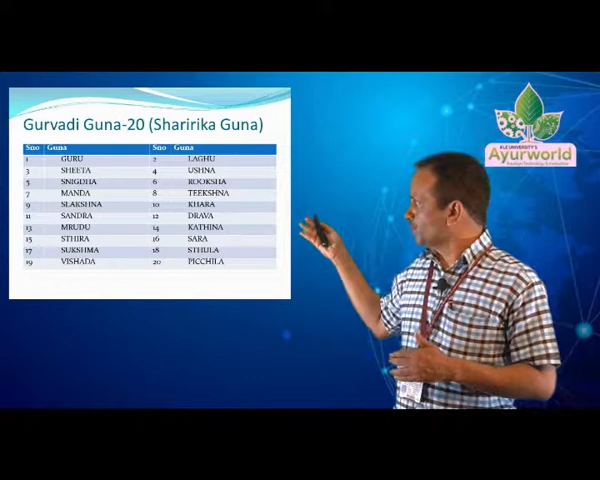 Gurvadi Guna-20 (Sharirika Guna)
Sno Guna Sno Guna
1 GURU 2 LAGHU
3 SHEETA 4 USHNA
5 SNIGDHA 6 ROOKSHA
7 MANDA 8 TEEKSHNA
9 SLAKSHNA 10 KHARA
11 SANDRA 12 DRAVA
13 MRUDU 14 KATHINA
15 STHIRA 16 SARA
17 SUKSHMA 18 STHULA
19 VISHADA 20 PICCHILA
Ayurworld